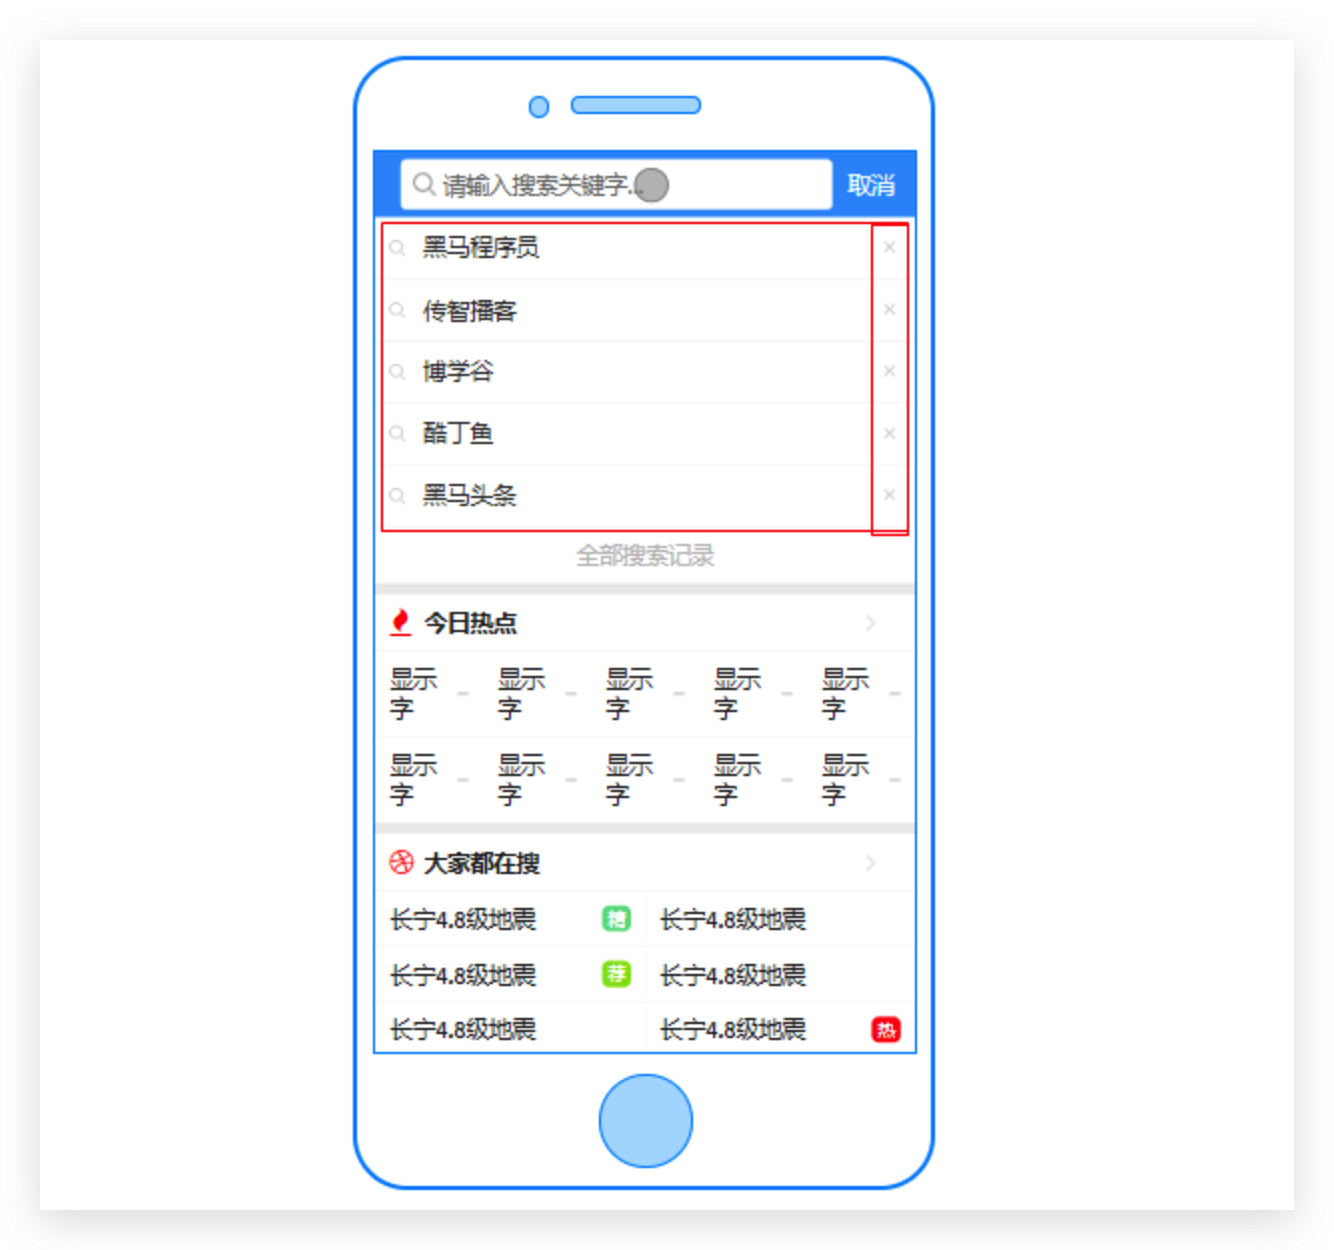 请输入搜索关键字...
取消
黑马程序员
传智播客
博学谷
酷丁鱼
黑马头条
全部搜索记录
今日热点
显示字 - 显示字 - 显示字 - 显示字 - 显示字 -
显示字 - 显示字 - 显示字 - 显示字 - 显示字 -
大家都在搜
长宁4.8级地震 糖 长宁4.8级地震
长宁4.8级地震 荐 长宁4.8级地震
长宁4.8级地震 长宁4.8级地震 热